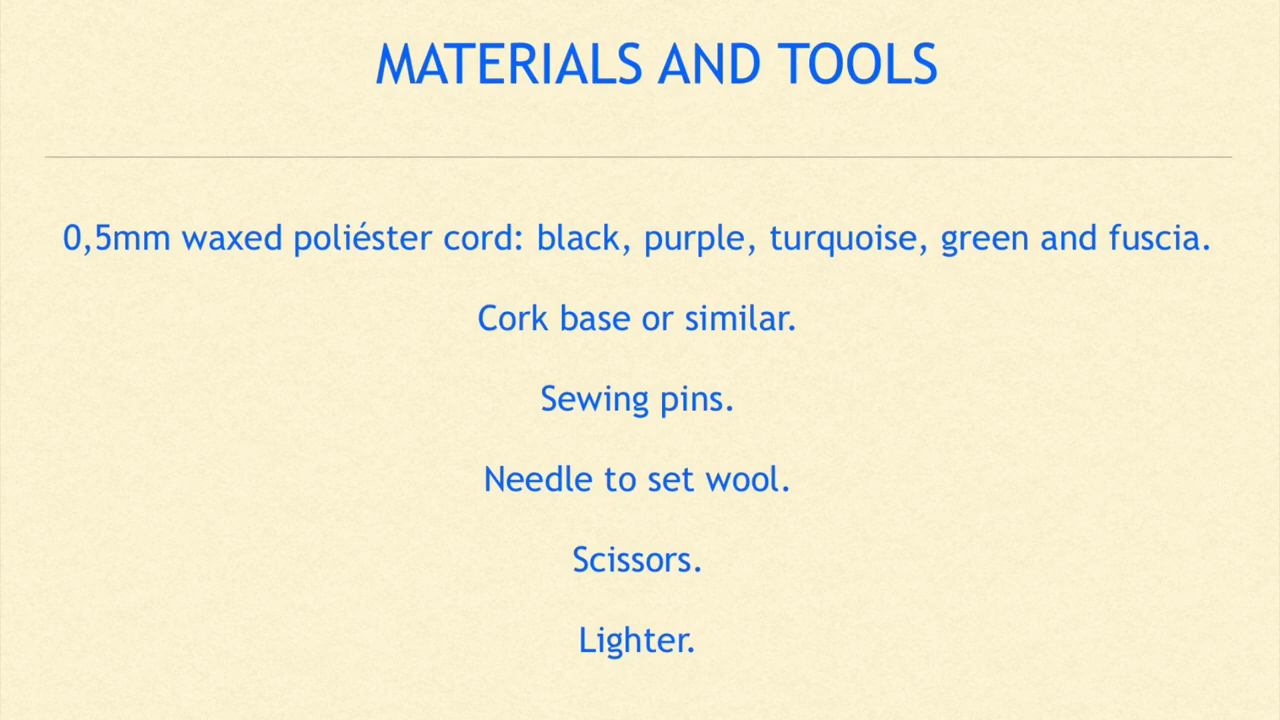 MATERIALS AND TOOLS
0,5mm waxed poliéster cord: black, purple, turquoise, green and fuscia.
Cork base or similar.
Sewing pins.
Needle to set wool.
Scissors.
Lighter.